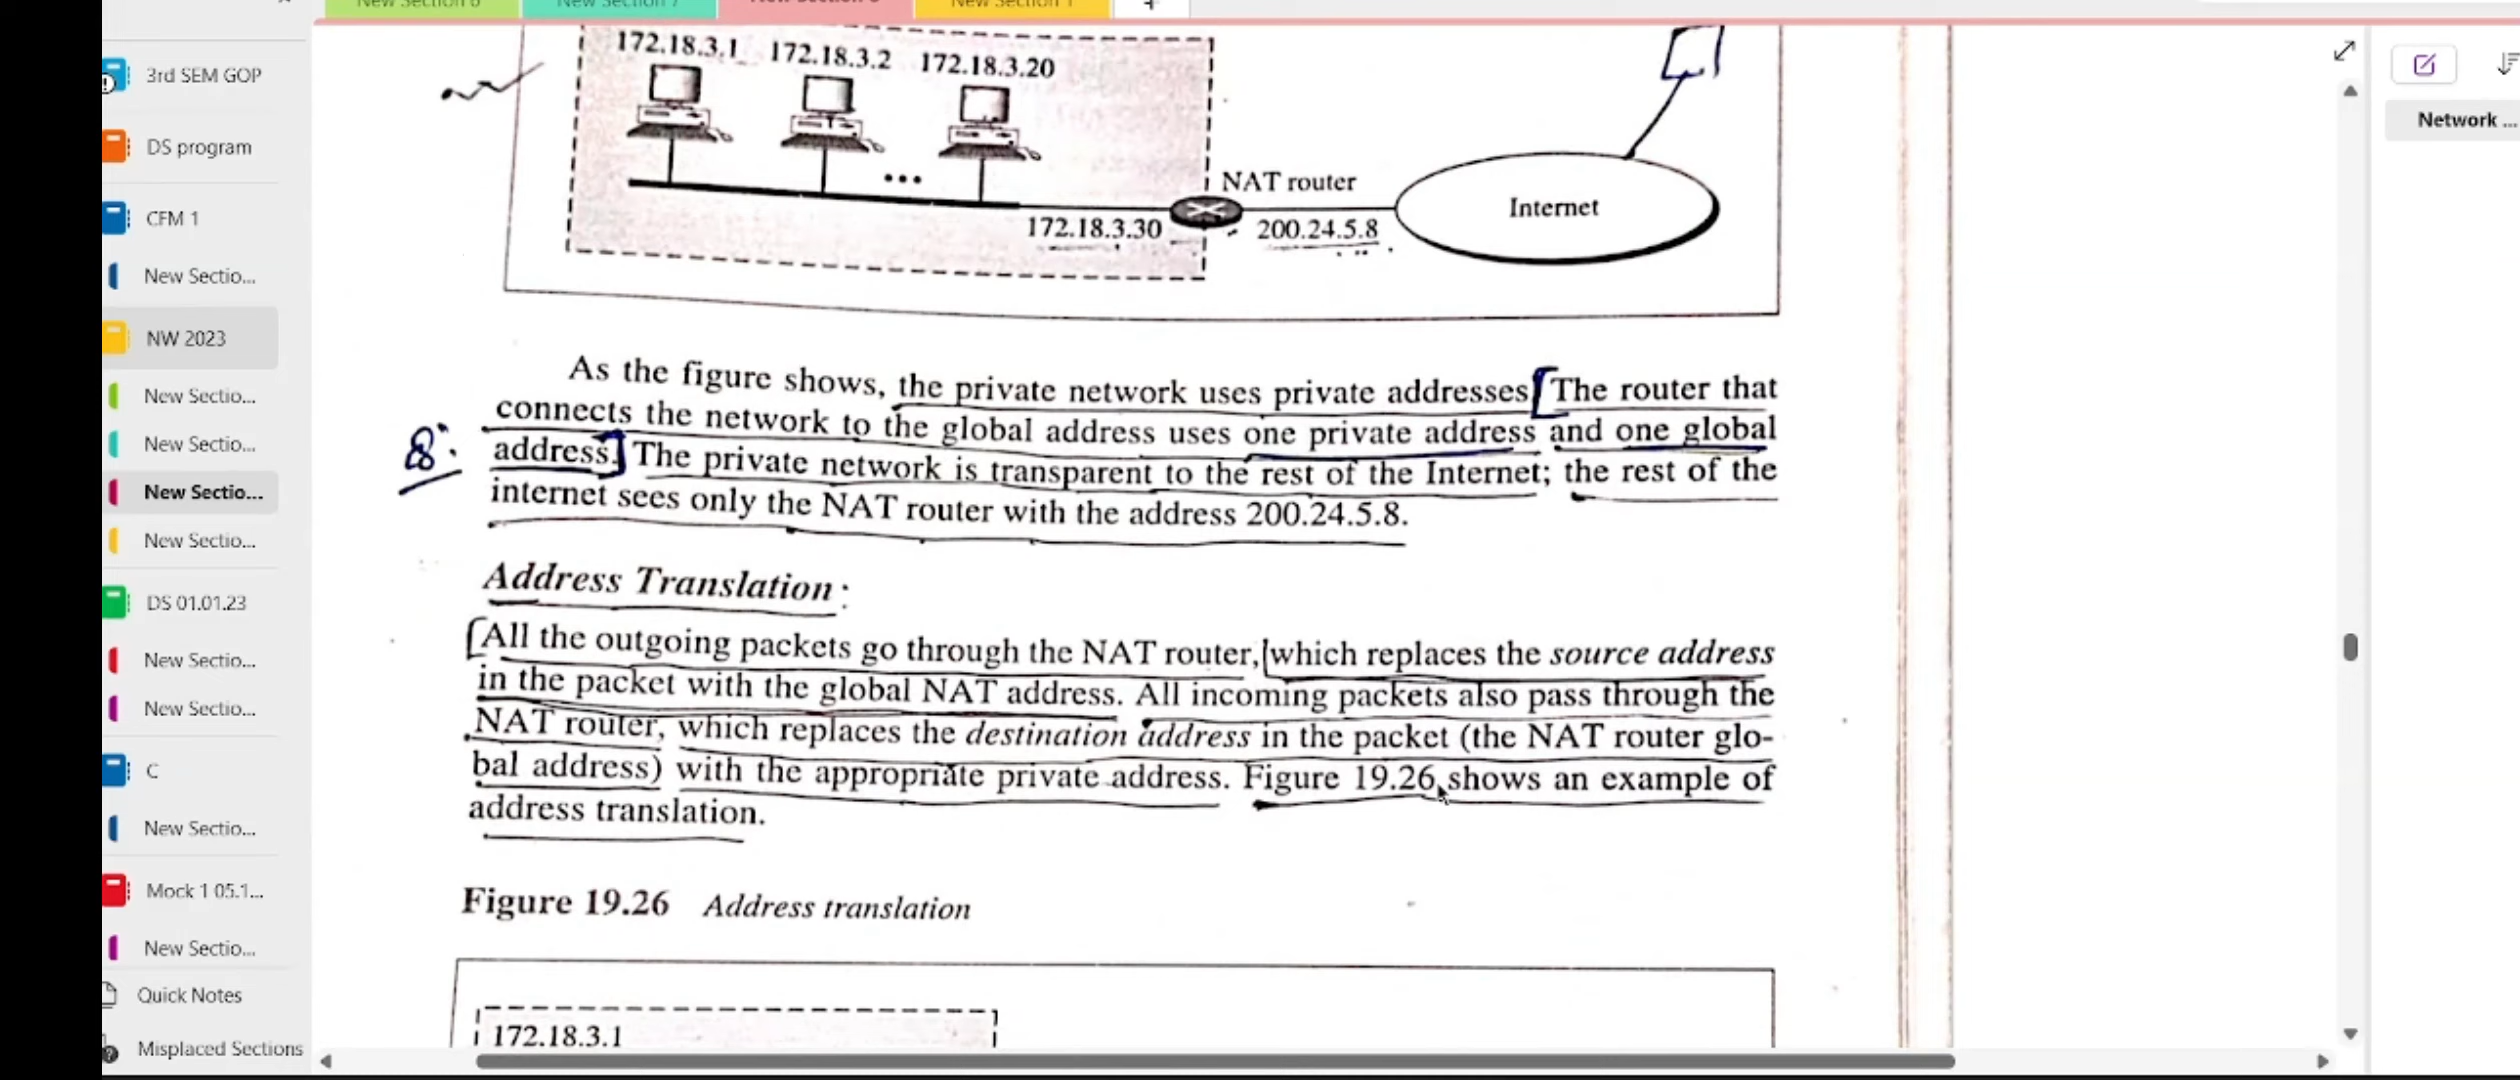 New Section 7
New Section 1
172.18.3.1 172.18.3.2 172.18.3.20
NAT router
Internet
172.18.3.30
200.24.5.8
As the figure shows, the private network uses private addresses. The router that
connects the network to the global address uses one private address and one global
address. The private network is transparent to the rest of the Internet; the rest of the
internet sees only the NAT router with the address 200.24.5.8.
Address Translation :
All the outgoing packets go through the NAT router, which replaces the source address
in the packet with the global NAT address. All incoming packets also pass through the
NAT router, which replaces the destination address in the packet (the NAT router glo-
bal address) with the appropriate private address. Figure 19.26 shows an example of
address translation.
Figure 19.26 Address translation
172.18.3.1
3rd SEM GOP
DS program
CFM 1
New Sectio...
NW 2023
New Sectio...
New Sectio...
New Sectio...
New Sectio...
DS 01.01.23
New Sectio...
New Sectio...
C
New Sectio...
Mock 1 05.1...
New Sectio...
Quick Notes
Misplaced Sections
Network ...